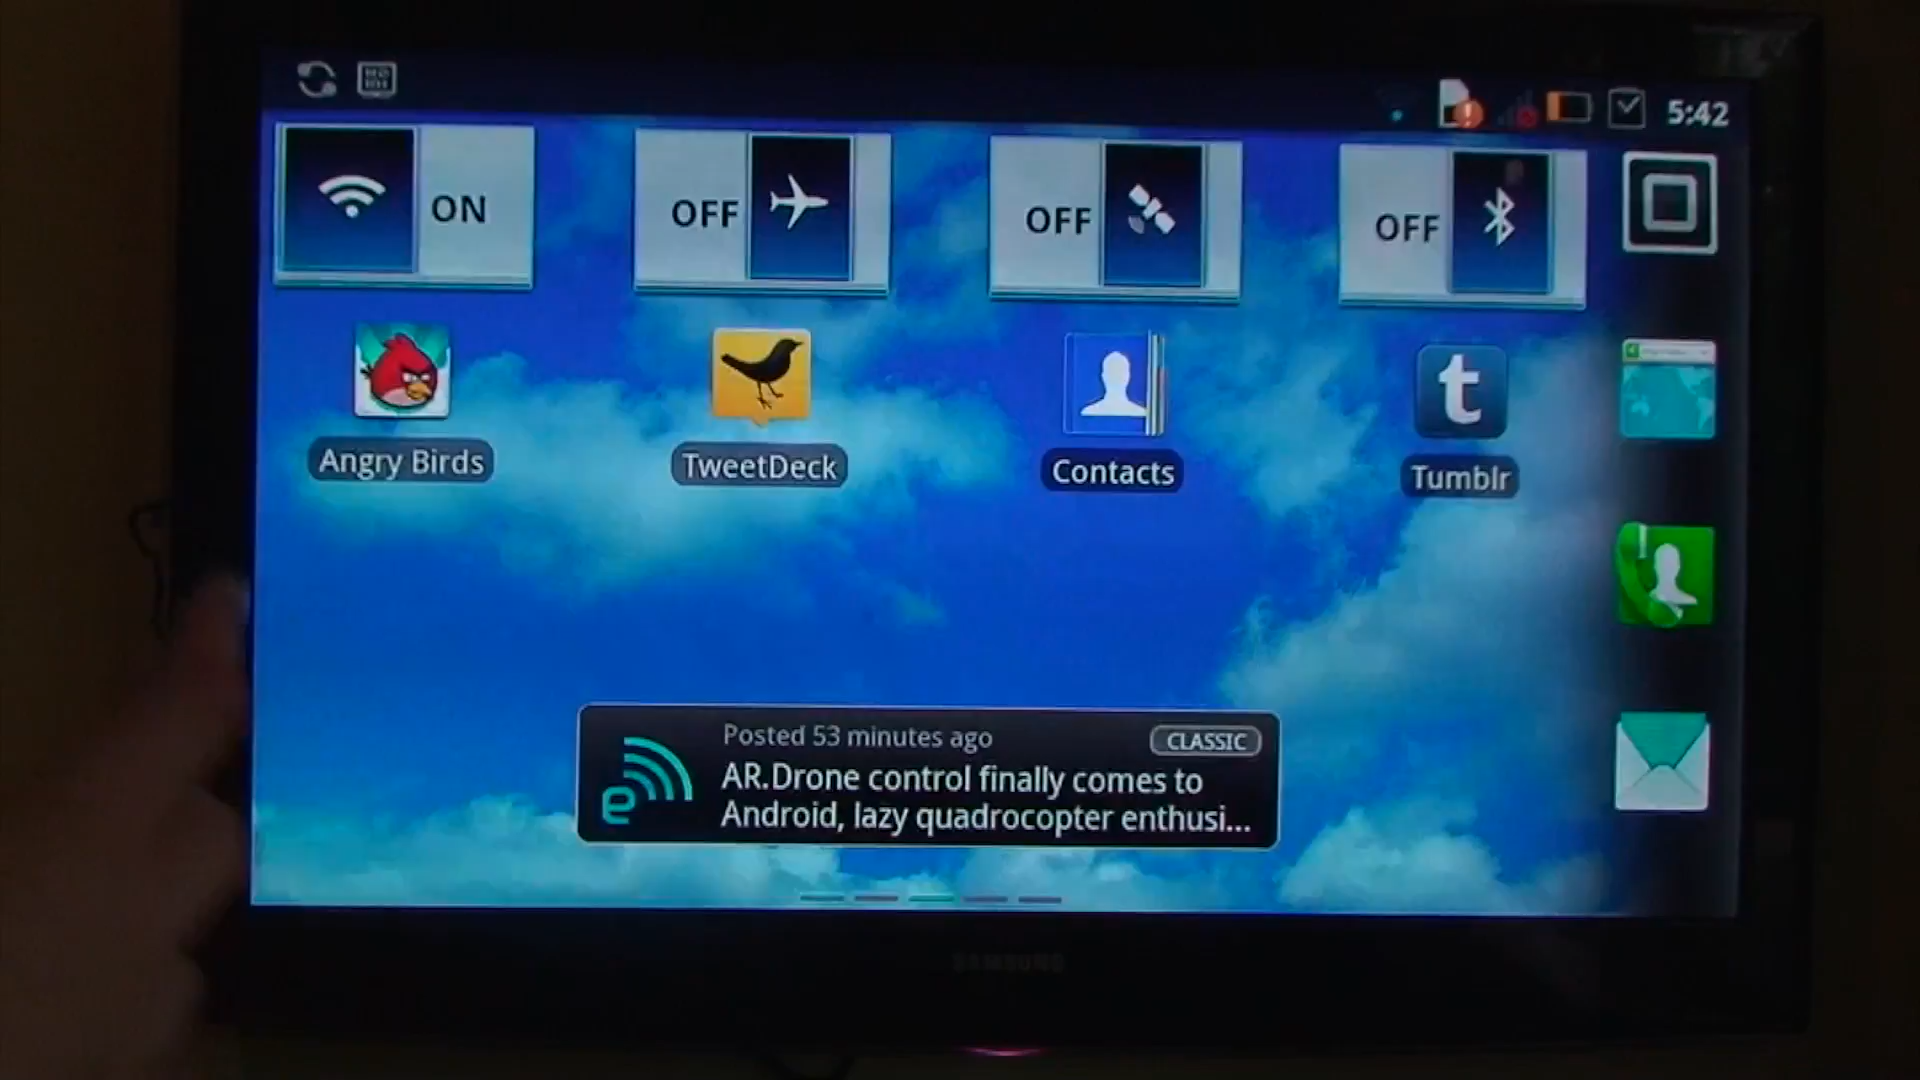 5:42
ON
OFF
OFF
OFF
Angry Birds
TweetDeck
Contacts
t
Tumblr
Posted 53 minutes ago
CLASSIC
e
AR.Drone control finally comes to
Android, lazy quadrocopter enthusi...
SAMSUNG